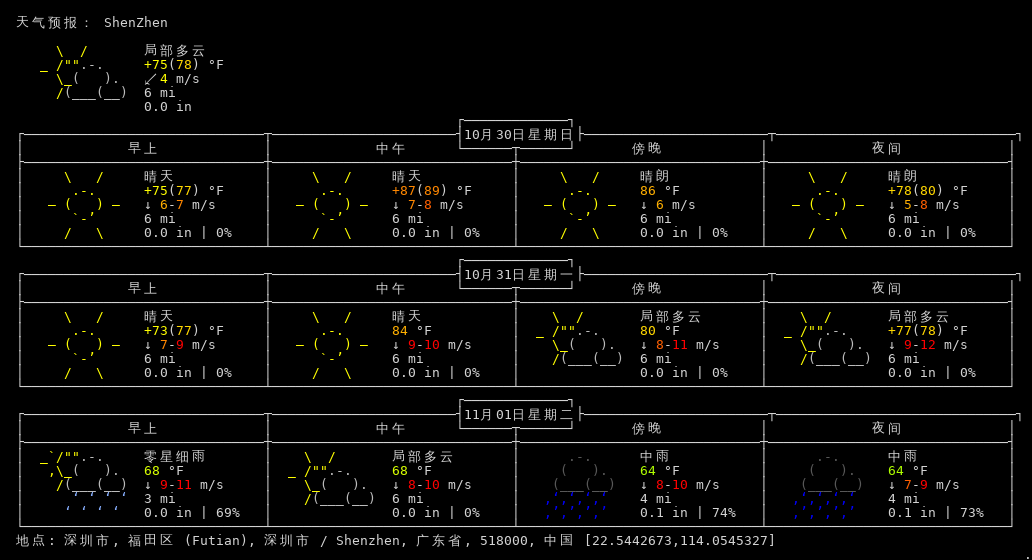 天气预报： ShenZhen
局部多云
+75(78) °F
↙ 4 m/s
6 mi
0.0 in
10月30日星期日
早上 中午 傍晚 夜间
晴天 晴天 晴朗 晴朗
+75(77) °F +87(89) °F 86 °F +78(80) °F
↓ 6-7 m/s ↓ 7-8 m/s ↓ 6 m/s ↓ 5-8 m/s
6 mi 6 mi 6 mi 6 mi
0.0 in | 0% 0.0 in | 0% 0.0 in | 0% 0.0 in | 0%
10月31日星期一
早上 中午 傍晚 夜间
晴天 晴天 局部多云 局部多云
+73(77) °F 84 °F 80 °F +77(78) °F
↓ 7-9 m/s ↓ 9-10 m/s ↓ 8-11 m/s ↓ 9-12 m/s
6 mi 6 mi 6 mi 6 mi
0.0 in | 0% 0.0 in | 0% 0.0 in | 0% 0.0 in | 0%
11月01日星期二
早上 中午 傍晚 夜间
零星细雨 局部多云 中雨 中雨
68 °F 68 °F 64 °F 64 °F
↓ 9-11 m/s ↓ 8-10 m/s ↓ 8-10 m/s ↓ 7-9 m/s
3 mi 6 mi 4 mi 4 mi
0.0 in | 69% 0.0 in | 0% 0.1 in | 74% 0.1 in | 73%
地点: 深圳市, 福田区 (Futian), 深圳市 / Shenzhen, 广东省, 518000, 中国 [22.5442673,114.0545327]